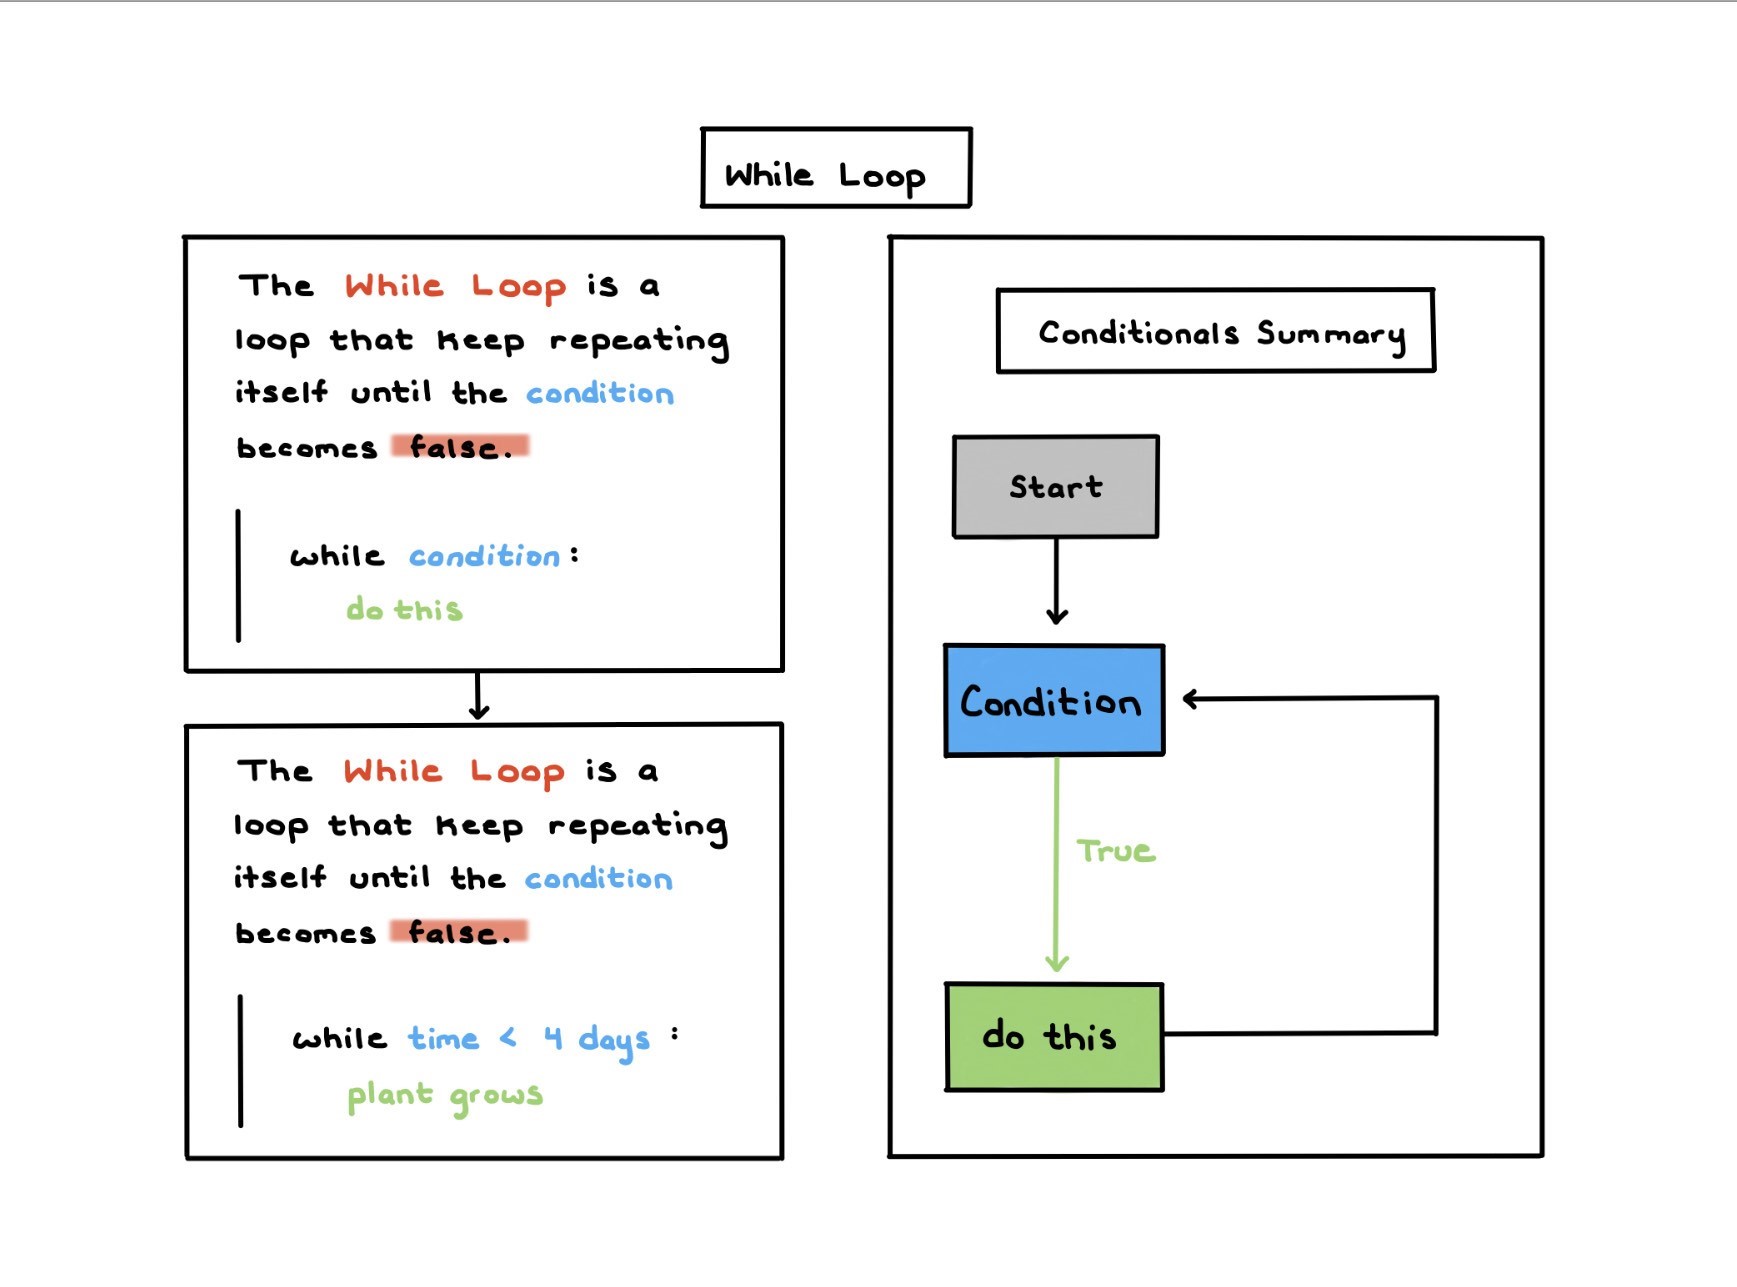 While Loop
The While Loop is a
loop that keep repeating
itself until the condition
becomes false.
while condition:
do this
The While Loop is a
loop that keep repeating
itself until the condition
becomes false.
while time < 4 days :
plant grows
Conditionals Summary
Start
Condition
True
do this